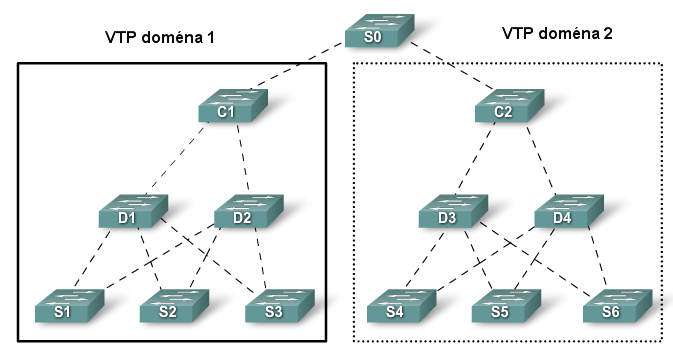 VTP doména 1
S0
VTP doména 2
C1
C2
D1
D2
D3
D4
S1
S2
S3
S4
S5
S6